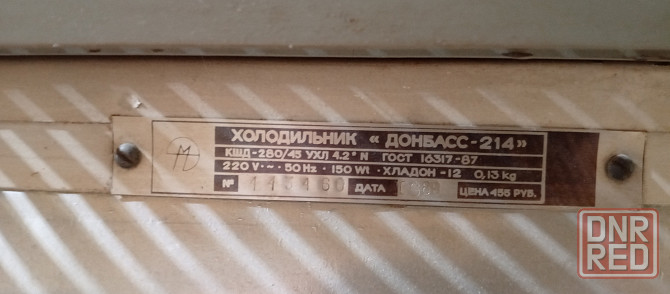 ХОЛОДИЛЬНИК «ДОНБАСС-214»
М
КШД-280/45 УХЛ 4.2* N ГОСТ 16317-87
220 V~ · 50 Hz · 150 Wt · ХЛАДОН-12 0,13 kg
№ ДАТА ЦЕНА 455 РУБ.
DNR
RED